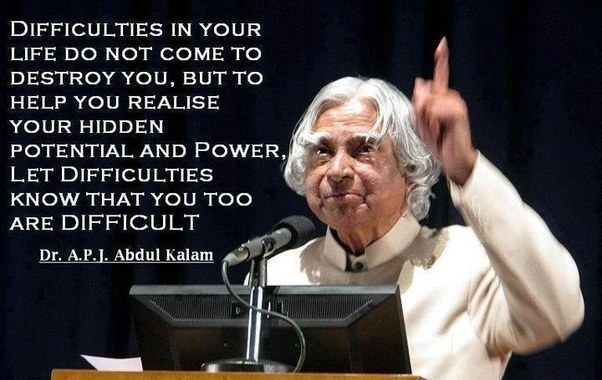 Difficulties in your
life do not come to
destroy you, but to
help you realise
your hidden
potential and Power,
Let Difficulties
know that you too
are DIFFICULT
Dr. A.P.J. Abdul Kalam